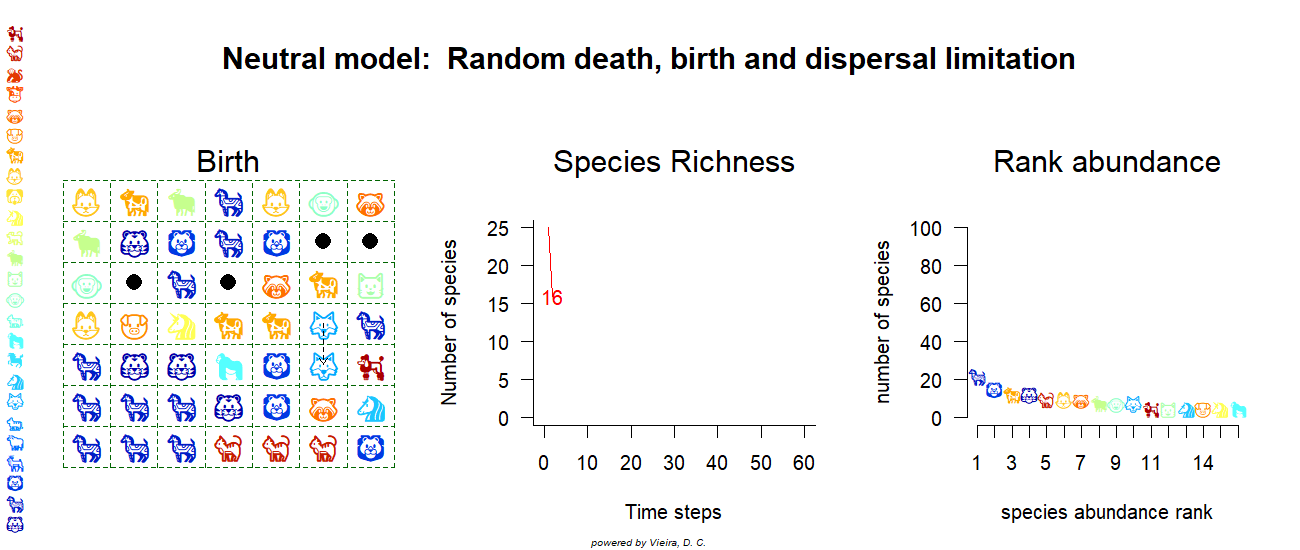 Neutral model:  Random death, birth and dispersal limitation
Birth
Species Richness
Number of species
25
20
15
10
5
0
16
0 10 20 30 40 50 60
Time steps
Rank abundance
number of species
100
80
60
40
20
0
1 3 5 7 9 11 14
species abundance rank
powered by Vieira, D. C.